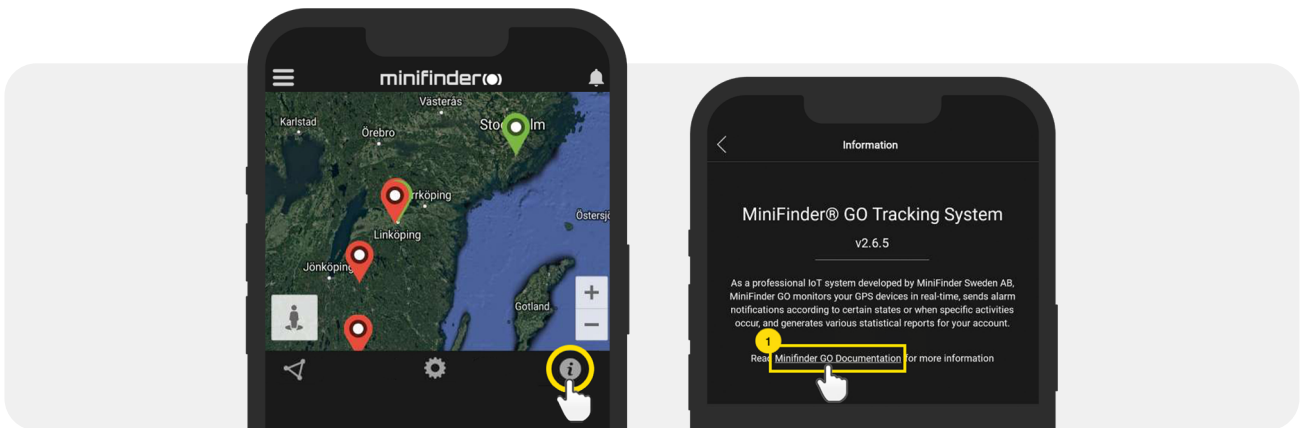 minifinder
Västerås
Karlstad
Örebro
Linköping
Jönköping
Gotland
+
−
i
Information
MiniFinder® GO Tracking System
v2.6.5
As a professional IoT system developed by MiniFinder Sweden AB,
MiniFinder GO monitors your GPS devices in real-time, sends alarm
notifications according to certain states or when specific activities
occur, and generates various statistical reports for your account.
1
Read Minifinder GO Documentation for more information